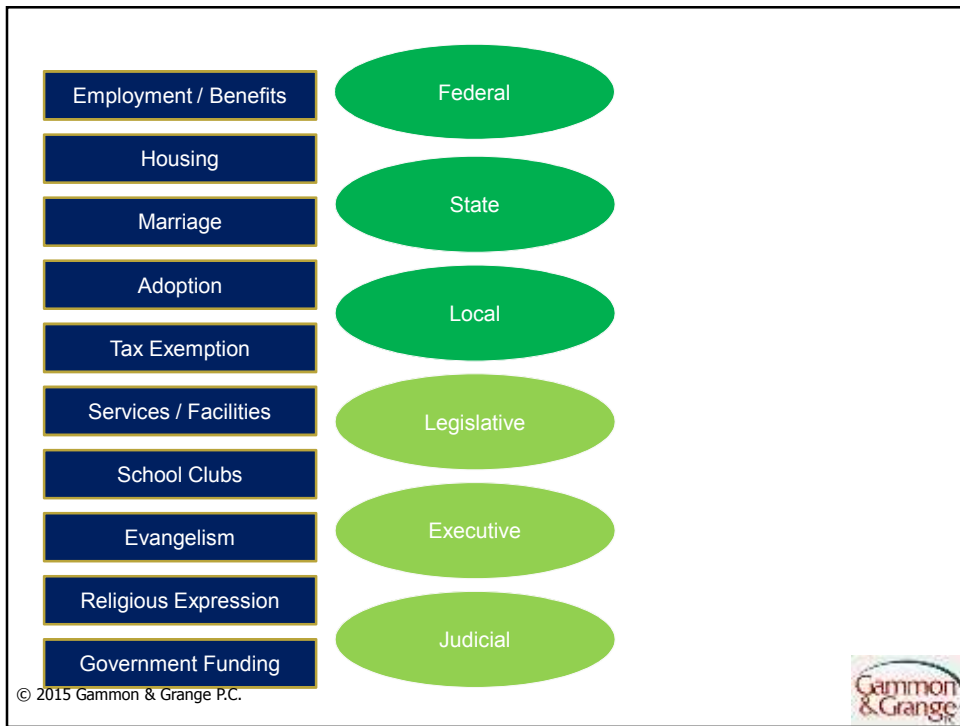 Employment / Benefits
Housing
Marriage
Adoption
Tax Exemption
Services / Facilities
School Clubs
Evangelism
Religious Expression
Government Funding
Federal
State
Local
Legislative
Executive
Judicial
© 2015 Gammon & Grange P.C.
Gammon
& Grange